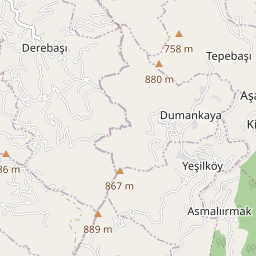 Derebaşı
758 m
Tepebaşı
880 m
Dumankaya
Yeşilköy
867 m
Asmalıırmak
889 m